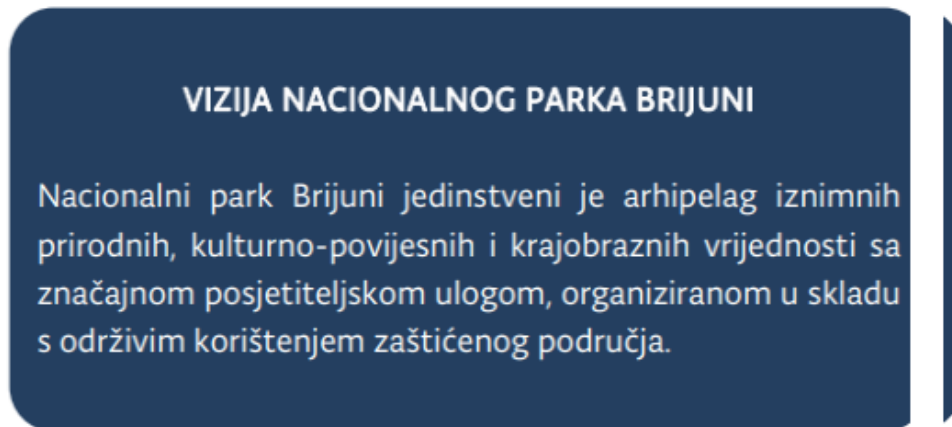 VIZIJA NACIONALNOG PARKA BRIJUNI
Nacionalni park Brijuni jedinstveni je arhipelag iznimnih
prirodnih, kulturno-povijesnih i krajobraznih vrijednosti sa
značajnom posjetiteljskom ulogom, organiziranom u skladu
s održivim korištenjem zaštićenog područja.